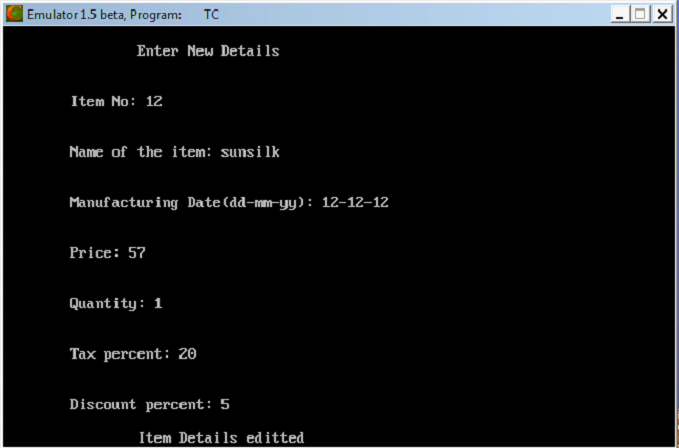 Emulator 1.5 beta, Program: TC
Enter New Details
Item No: 12
Name of the item: sunsilk
Manufacturing Date(dd-mm-yy): 12-12-12
Price: 57
Quantity: 1
Tax percent: 20
Discount percent: 5
Item Details editted